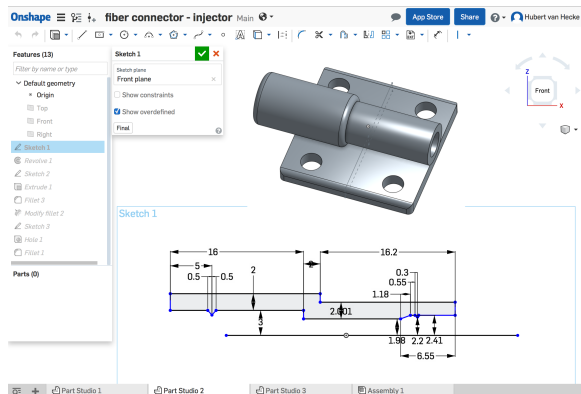 Onshape fiber connector - injector Main App Store Share Hubert van Hecke
Features (13)
Filter by name or type
Default geometry
Origin
Top
Front
Right
Sketch 1
Revolve 1
Sketch 2
Extrude 1
Fillet 3
Modify fillet 2
Sketch 3
Hole 1
Fillet 1
Parts (0)
Sketch 1
Sketch plane
Front plane
Show constraints
Show overdefined
Final
Z
Front
X
Sketch 1
16 16.2
5 2
0.5 0.5 2 0.3
0.55
1.18
2.001
3
1.98 2.2 2.41
6.55
Part Studio 1 Part Studio 2 Part Studio 3 Assembly 1